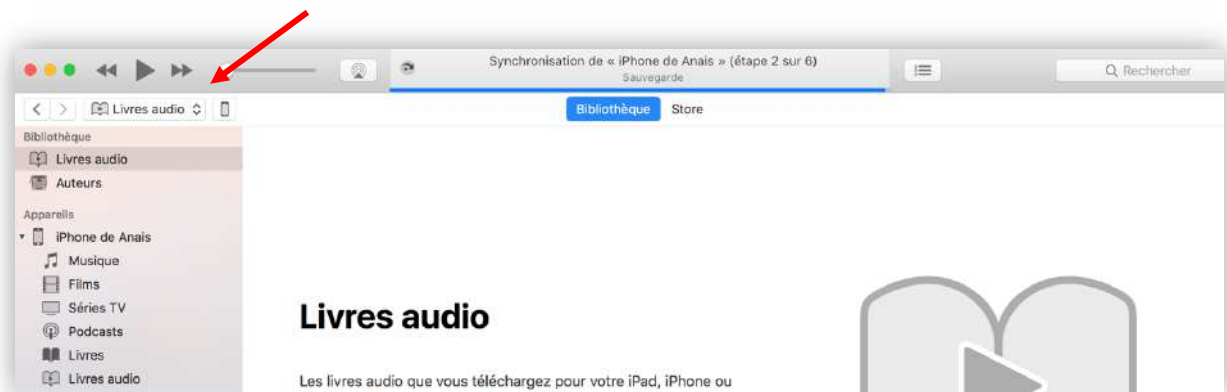 Synchronisation de « iPhone de Anais » (étape 2 sur 6)
Sauvegarde
Rechercher
Livres audio
Bibliothèque
Store
Bibliothèque
Livres audio
Auteurs
Appareils
iPhone de Anais
Musique
Films
Séries TV
Podcasts
Livres
Livres audio
Livres audio
Les livres audio que vous téléchargez pour votre iPad, iPhone ou